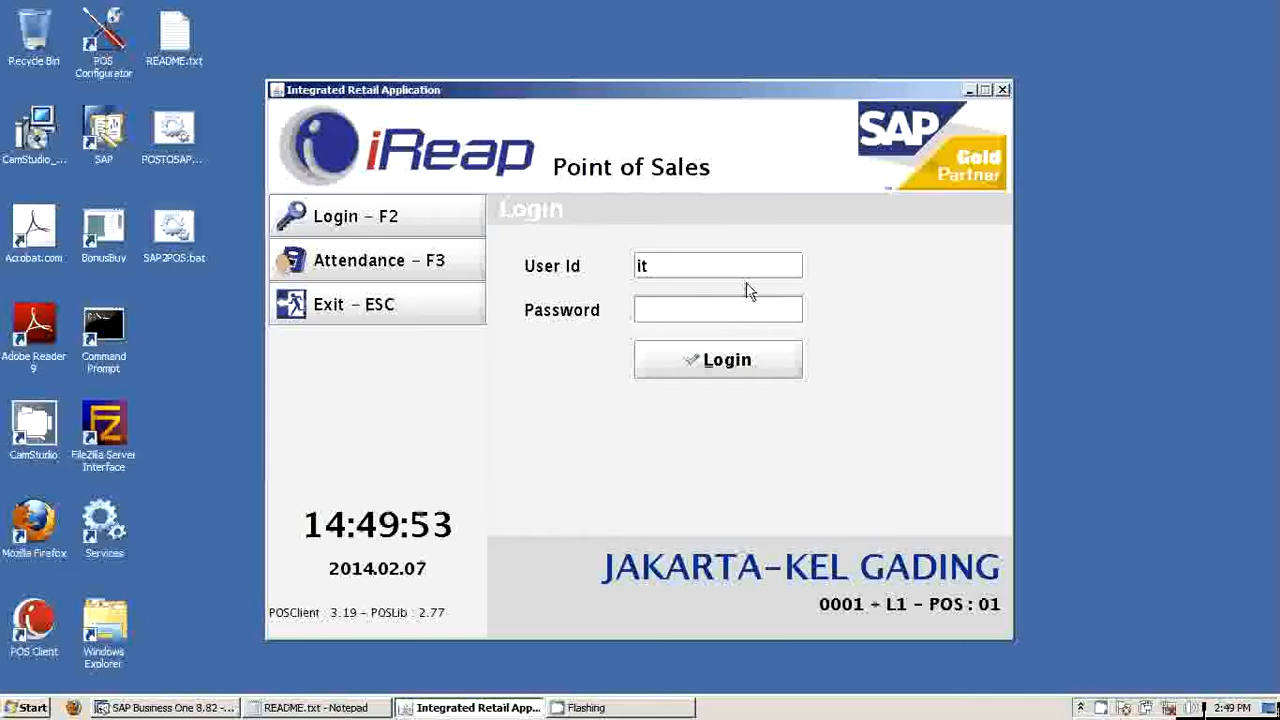 Recycle Bin
POS Configurator
README.txt
CamStudio_...
SAP
POSTOSAP,...
Acrobat.com
BonusBuy
SAP2POS.bat
Adobe Reader 9
Command Prompt
CamStudio
FileZilla Server Interface
Mozilla Firefox
Services
POS Client
Windows Explorer
Integrated Retail Application
iReap Point of Sales
SAP
Gold
Partner
Login - F2
Attendance - F3
Exit - ESC
Login
User Id it
Password
Login
14:49:53
2014.02.07
POSClient : 3.19 - POSLib : 2.77
JAKARTA-KEL GADING
0001 - L1 - POS : 01
Start
SAP Business One 8.82 -...
README.txt - Notepad
Integrated Retail App...
Flashing
2:49 PM